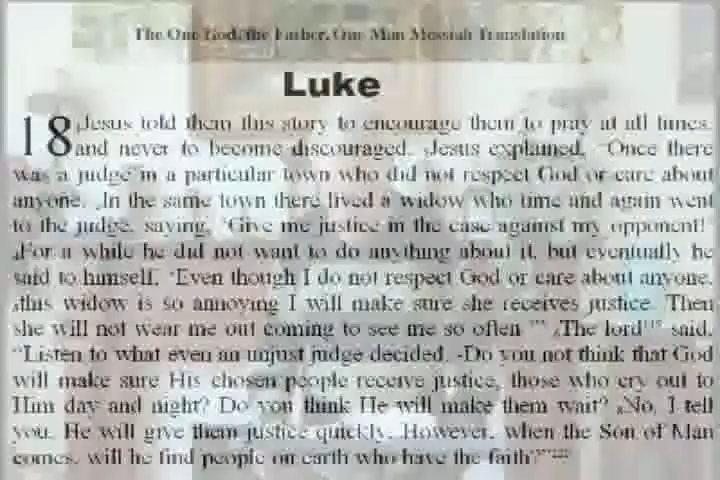 The One God, the Father, One Man Messiah Translation
Luke
18 1Jesus told them this story to encourage them to pray at all times,
and never to become discouraged. 2Jesus explained, “Once there
was a judge in a particular town who did not respect God or care about
anyone. 3In the same town there lived a widow who time and again went
to the judge, saying, ‘Give me justice in the case against my opponent!’
4For a while he did not want to do anything about it, but eventually he
said to himself, ‘Even though I do not respect God or care about anyone,
5this widow is so annoying I will make sure she receives justice. Then
she will not wear me out coming to see me so often.’” 6The lord said,
“Listen to what even an unjust judge decided. 7Do you not think that God
will make sure His chosen people receive justice, those who cry out to
Him day and night? Do you think He will make them wait? 8No, I tell
you, He will give them justice quickly. However, when the Son of Man
comes, will he find people on earth who have the faith?”